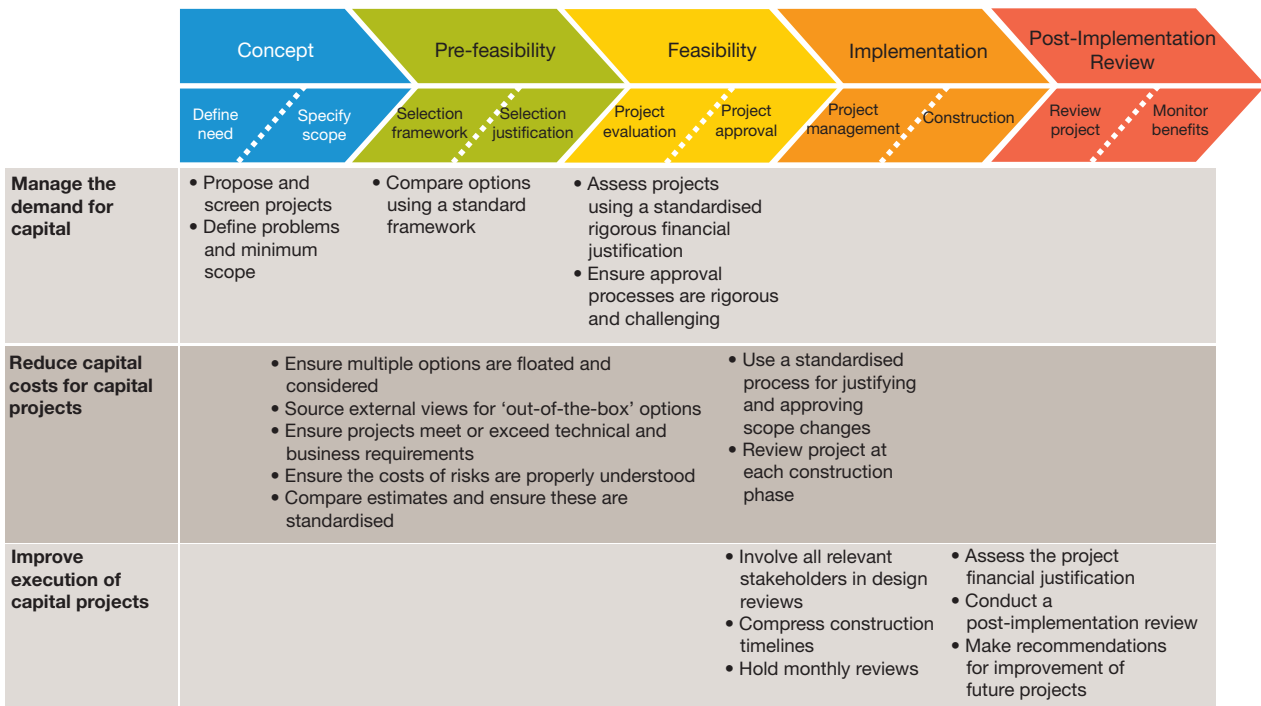 Concept
Pre-feasibility
Feasibility
Implementation
Post-Implementation
Review
Define
need
Specify
scope
Selection
framework
Selection
justification
Project
evaluation
Project
approval
Project
management
Construction
Review
project
Monitor
benefits
Manage the
demand for
capital
• Propose and
screen projects
• Define problems
and minimum
scope
• Compare options
using a standard
framework
• Assess projects
using a standardised
rigorous financial
justification
• Ensure approval
processes are rigorous
and challenging
Reduce capital
costs for capital
projects
• Ensure multiple options are floated and
considered
• Source external views for ‘out-of-the-box’ options
• Ensure projects meet or exceed technical and
business requirements
• Ensure the costs of risks are properly understood
• Compare estimates and ensure these are
standardised
• Use a standardised
process for justifying
and approving
scope changes
• Review project at
each construction
phase
Improve
execution of
capital projects
• Involve all relevant
stakeholders in design
reviews
• Compress construction
timelines
• Hold monthly reviews
• Assess the project
financial justification
• Conduct a
post-implementation review
• Make recommendations
for improvement of
future projects